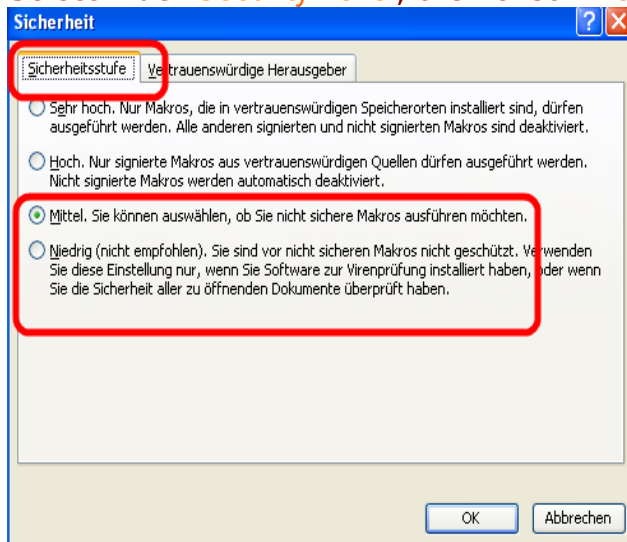 Sicherheit
Sicherheitsstufe Vertrauenswürdige Herausgeber
Sehr hoch. Nur Makros, die in vertrauenswürdigen Speicherorten installiert sind, dürfen
ausgeführt werden. Alle anderen signierten und nicht signierten Makros sind deaktiviert.
Hoch. Nur signierte Makros aus vertrauenswürdigen Quellen dürfen ausgeführt werden.
Nicht signierte Makros werden automatisch deaktiviert.
Mittel. Sie können auswählen, ob Sie nicht sichere Makros ausführen möchten.
Niedrig (nicht empfohlen). Sie sind vor nicht sicheren Makros nicht geschützt. Verwenden
Sie diese Einstellung nur, wenn Sie Software zur Virenprüfung installiert haben, oder wenn
Sie die Sicherheit aller zu öffnenden Dokumente überprüft haben.
OK Abbrechen